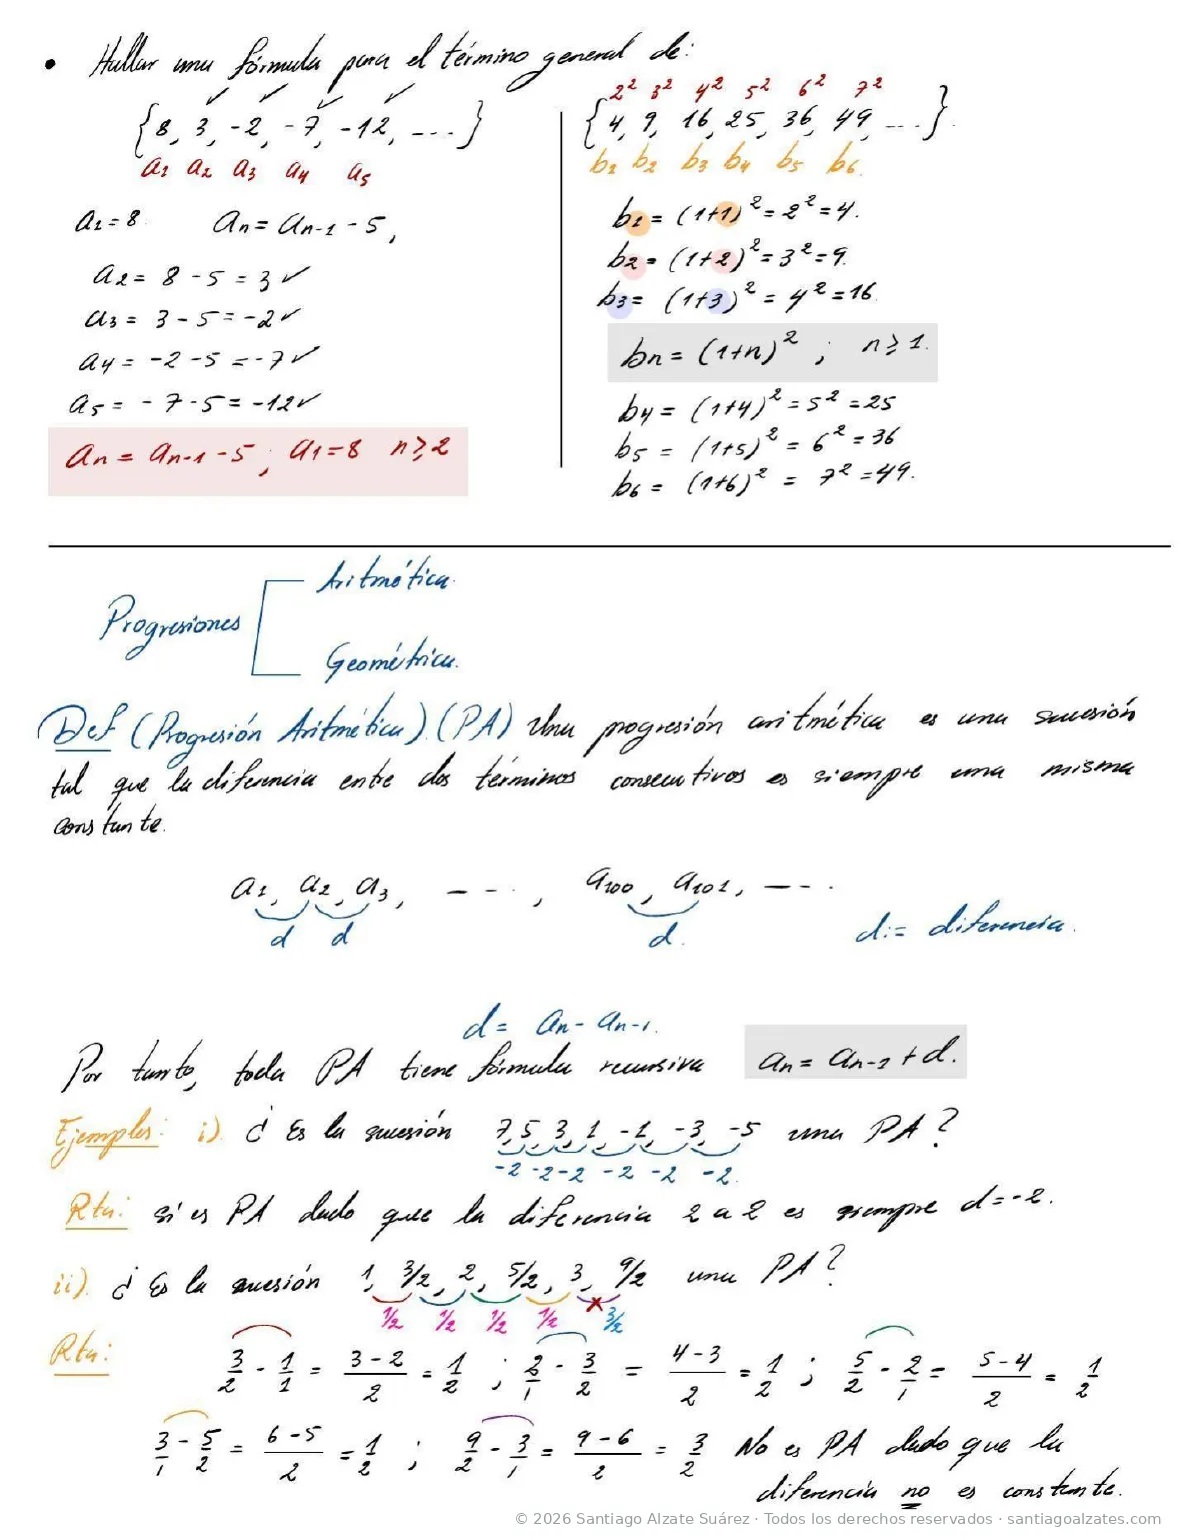 • Hallar una fórmula para el término general de:
{8, 3, -2, -7, -12, ....}
a1 a2 a3 a4 a5
a1=8. an = an-1 - 5,
a2 = 8 - 5 = 3 ✓
a3 = 3 - 5 = -2 ✓
a4 = -2 - 5 = -7 ✓
a5 = -7 - 5 = -12 ✓
an = an-1 - 5 ; a1=8 n≥2
2² 3² 4² 5² 6² 7²
{4, 9, 16, 25, 36, 49, ....}.
b1 b2 b3 b4 b5 b6.
b1 = (1+1)² = 2² = 4.
b2 = (1+2)² = 3² = 9.
b3 = (1+3)² = 4² = 16.
bn = (1+n)² ; n≥1.
b4 = (1+4)² = 5² = 25
b5 = (1+5)² = 6² = 36
b6 = (1+6)² = 7² = 49.
Aritmética.
Progresiones
Geométrica.
Def (Progresión Aritmética). (PA) Una progresión aritmética es una sucesión
tal que la diferencia entre dos términos consecutivos es siempre una misma
constante.
a1, a2, a3, - - - , a100, a101, - - - .
d d d. d:= diferencia.
d = an - an-1.
Por tanto, toda PA tiene fórmula recursiva an = an-1 + d.
Ejemplos: i). ¿Es la sucesión 7, 5, 3, 1, -1, -3, -5 una PA?
-2 -2 -2 -2 -2 -2.
Rta: si es PA dado que la diferencia 2 a 2 es siempre d=-2.
ii). ¿Es la sucesión 1, 3/2, 2, 5/2, 3, 9/2 una PA?
1/2 1/2 1/2 1/2 3/2
Rta: 3/2 - 1/1 = (3-2)/2 = 1/2 ; 2/1 - 3/2 = (4-3)/2 = 1/2 ; 5/2 - 2/1 = (5-4)/2 = 1/2
3/1 - 5/2 = (6-5)/2 = 1/2 ; 9/2 - 3/1 = (9-6)/2 = 3/2 No es PA dado que la
diferencia no es constante.
© 2026 Santiago Alzate Suárez · Todos los derechos reservados · santiagoalzates.com